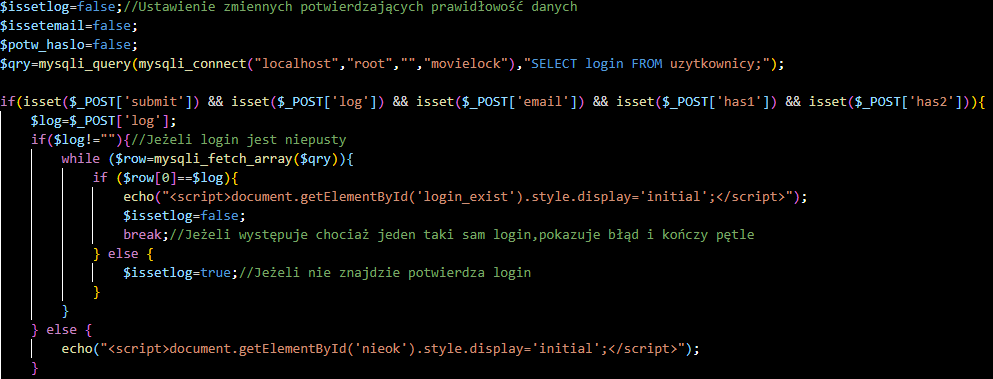 $issetlog=false;//Ustawienie zmiennych potwierdzających prawidłowość danych
$issetemail=false;
$potw_haslo=false;
$qry=mysqli_query(mysqli_connect("localhost","root","","movielock"),"SELECT login FROM uzytkownicy;");
if(isset($_POST['submit']) && isset($_POST['log']) && isset($_POST['email']) && isset($_POST['has1']) && isset($_POST['has2'])){
$log=$_POST['log'];
if($log!=""){//Jeżeli login jest niepusty
while ($row=mysqli_fetch_array($qry)){
if ($row[0]==$log){
echo("<script>document.getElementById('login_exist').style.display='initial';</script>");
$issetlog=false;
break;//Jeżeli występuje chociaż jeden taki sam login,pokazuje błąd i kończy pętle
} else {
$issetlog=true;//Jeżeli nie znajdzie potwierdza login
}
}
} else {
echo("<script>document.getElementById('nieok').style.display='initial';</script>");
}